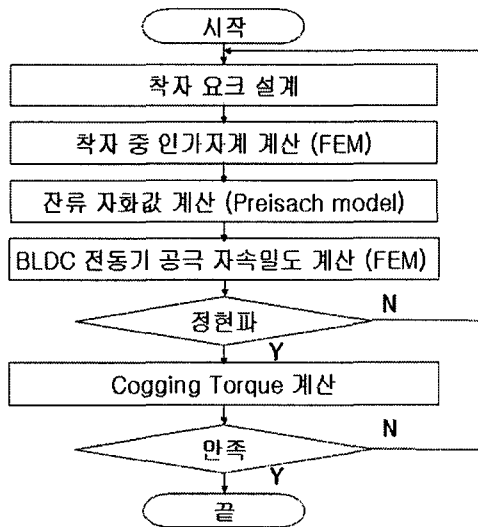 시작
착자 요크 설계
착자 중 인가자계 계산 (FEM)
잔류 자화값 계산 (Preisach model)
BLDC 전동기 공극 자속밀도 계산 (FEM)
정현파
N
Y
Cogging Torque 계산
만족
N
Y
끝